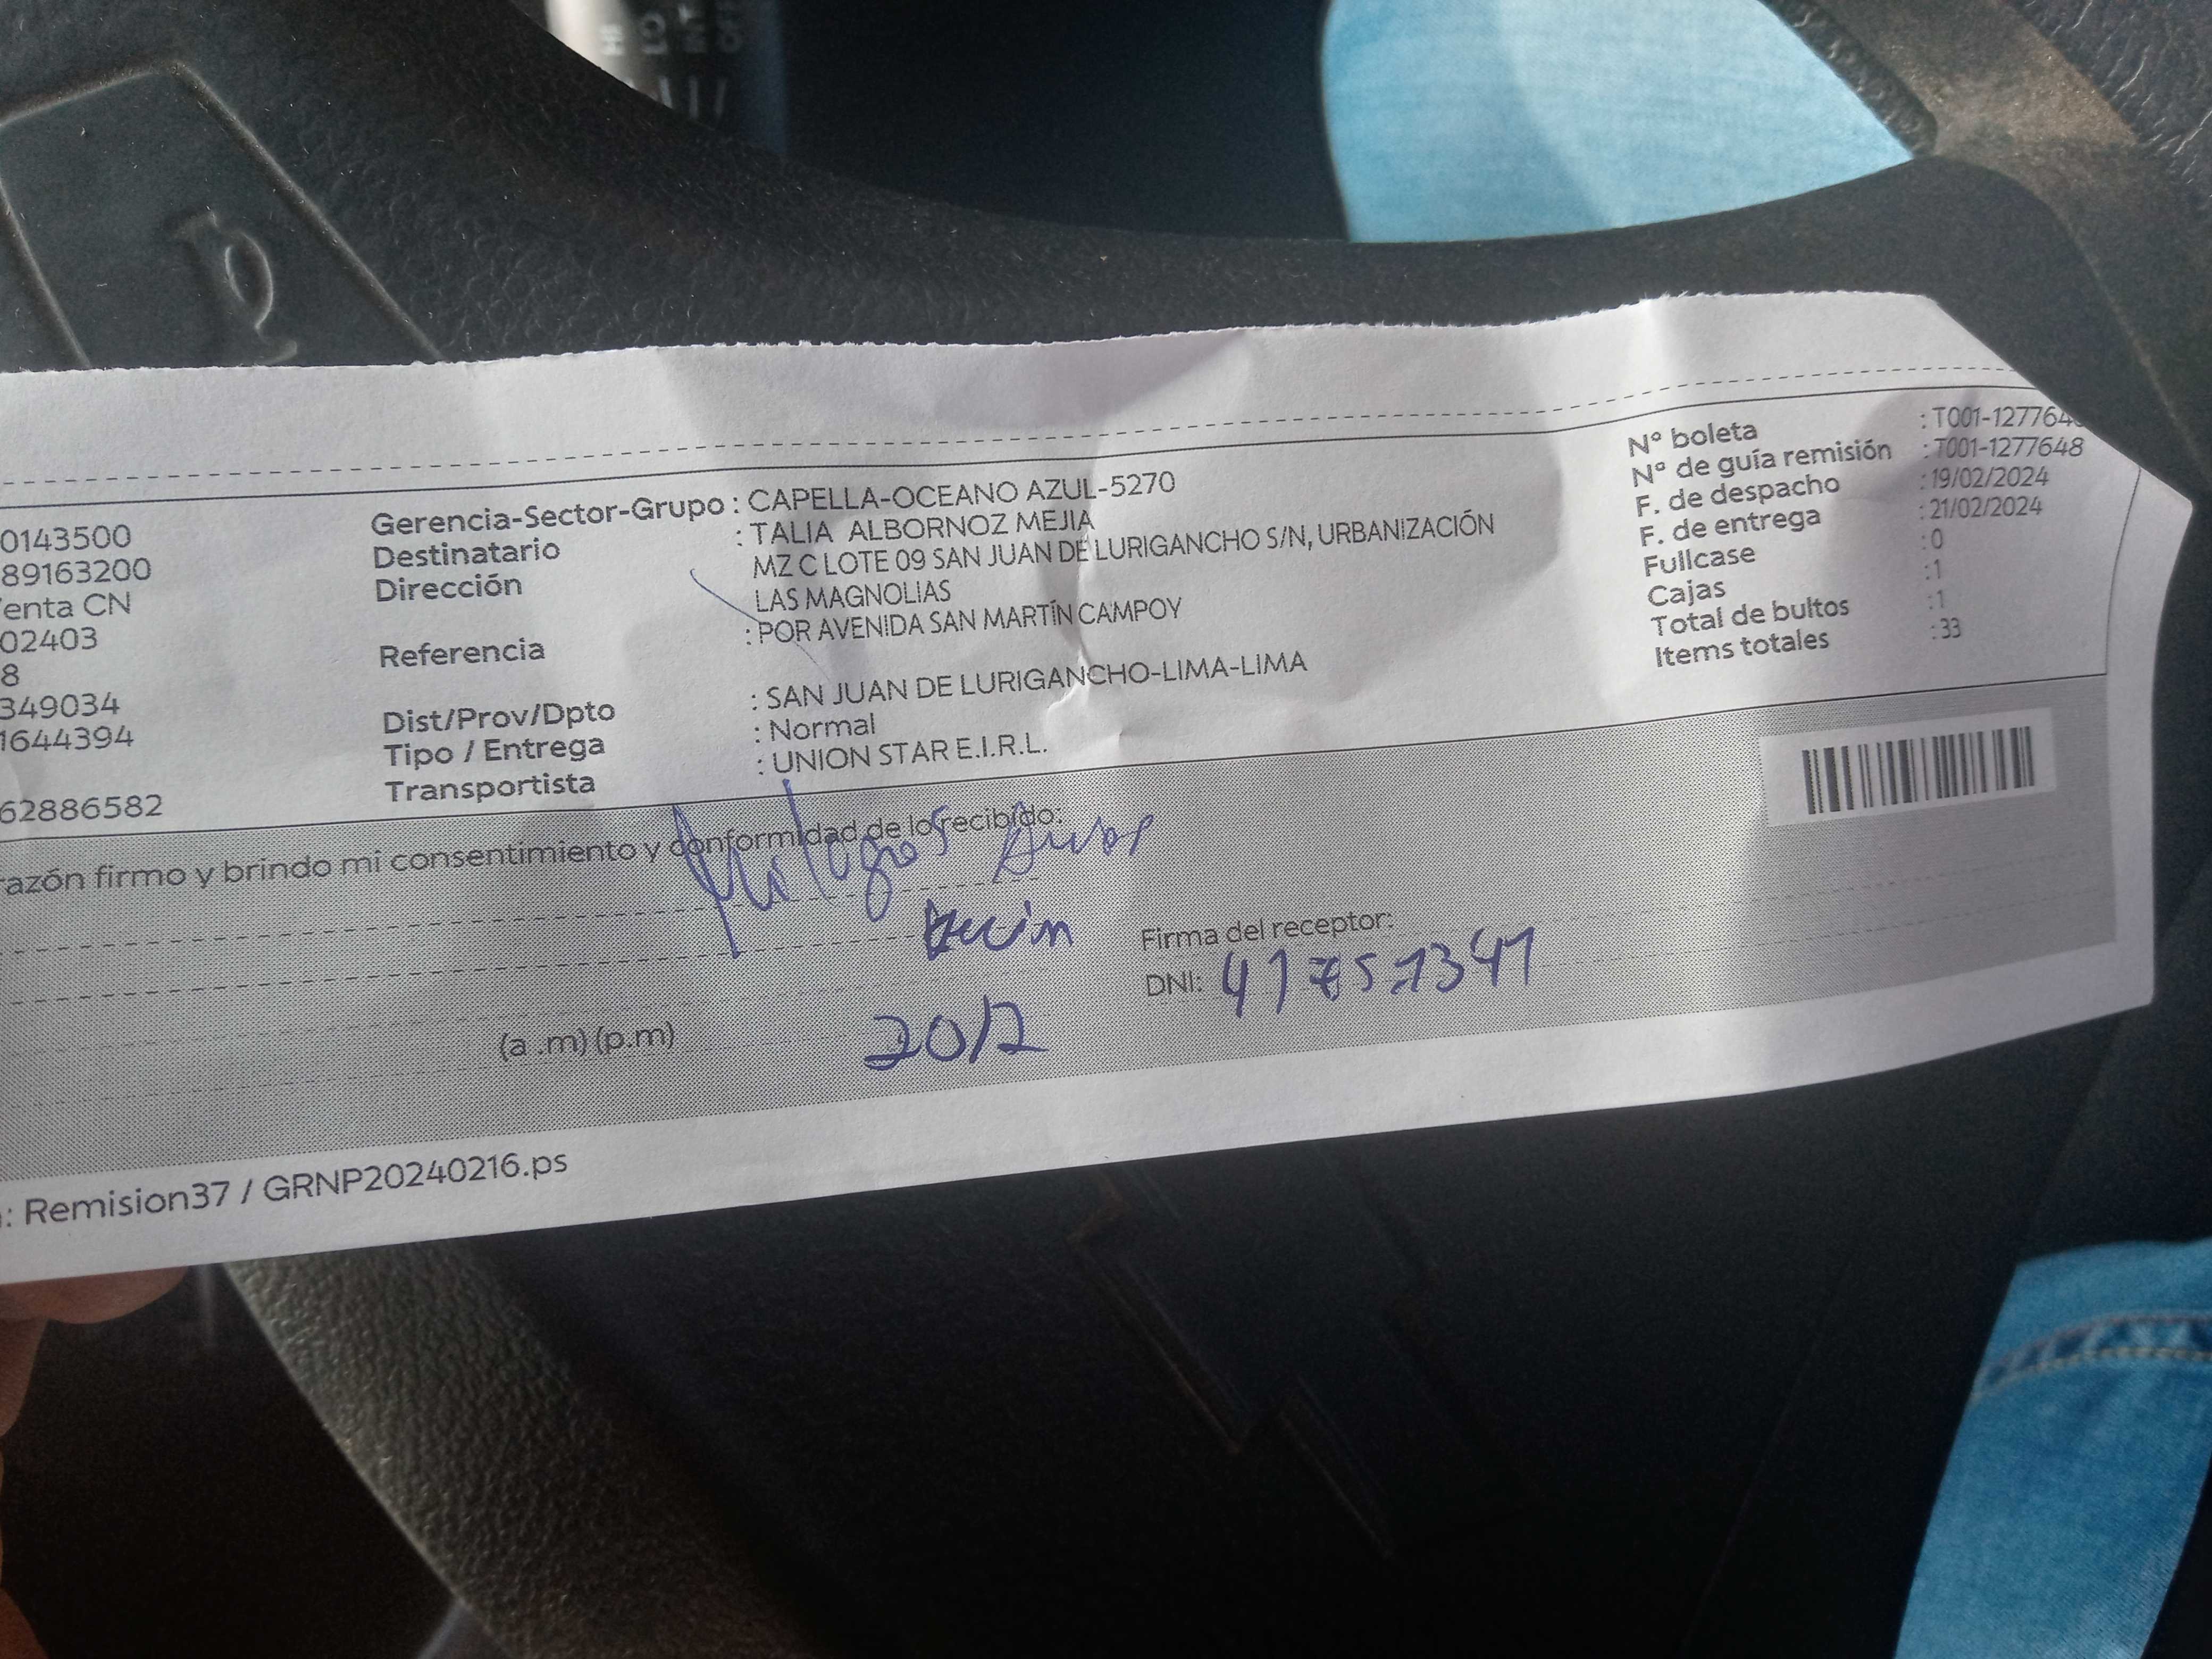 HI
LO
INT
0143500
89163200
enta CN
02403
8
349034
1644394
62886582
Gerencia-Sector-Grupo : CAPELLA-OCEANO AZUL-5270
Destinatario : TALIA ALBORNOZ MEJIA
Dirección MZ C LOTE 09 SAN JUAN DE LURIGANCHO S/N, URBANIZACIÓN
LAS MAGNOLIAS
Referencia : POR AVENIDA SAN MARTÍN CAMPOY
Dist/Prov/Dpto : SAN JUAN DE LURIGANCHO-LIMA-LIMA
Tipo / Entrega : Normal
Transportista : UNION STAR E.I.R.L.
Nº boleta : T001-127764
Nº de guía remisión : T001-1277648
F. de despacho : 19/02/2024
F. de entrega : 21/02/2024
Fullcase :0
Cajas :1
Total de bultos :1
Items totales :33
razón firmo y brindo mi consentimiento y conformidad de lo recibido:
Milagros
Firma del receptor:
DNI:
(a .m) (p.m) 20/2
: Remision37 / GRNP20240216.ps